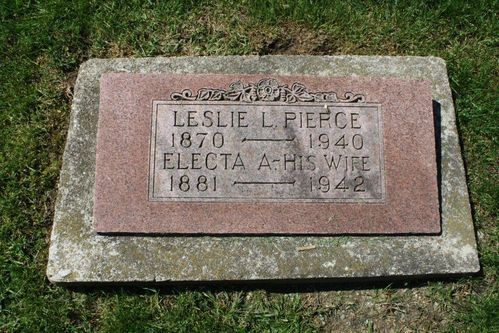 LESLIE L. PIERCE
1870 — 1940
ELECTA A-HIS WIFE
1881 — 1942